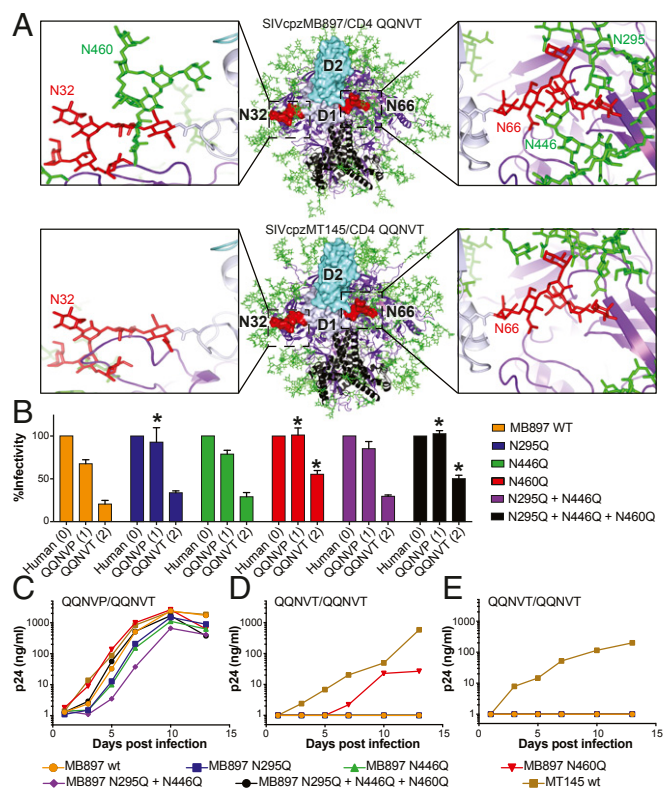 A
SIVcpzMB897/CD4 QQNVT
N460
N32
D2
N32
D1
N66
N295
N66
N446
SIVcpzMT145/CD4 QQNVT
N32
D2
N32
D1
N66
N66
B
%Infectivity
100
50
0
* * * * *
Human (0) QQNVP (1) QQNVT (2) Human (0) QQNVP (1) QQNVT (2) Human (0) QQNVP (1) QQNVT (2) Human (0) QQNVP (1) QQNVT (2) Human (0) QQNVP (1) QQNVT (2) Human (0) QQNVP (1) QQNVT (2)
MB897 WT
N295Q
N446Q
N460Q
N295Q + N446Q
N295Q + N446Q + N460Q
C QQNVP/QQNVT
p24 (ng/ml)
1000
100
10
1
0 5 10 15
Days post infection
D QQNVT/QQNVT
p24 (ng/ml)
1000
100
10
1
0 5 10 15
Days post infection
E QQNVT/QQNVT
p24 (ng/ml)
1000
100
10
1
0 5 10 15
Days post infection
MB897 wt MB897 N295Q MB897 N446Q MB897 N460Q
MB897 N295Q + N446Q MB897 N295Q + N446Q + N460Q MT145 wt